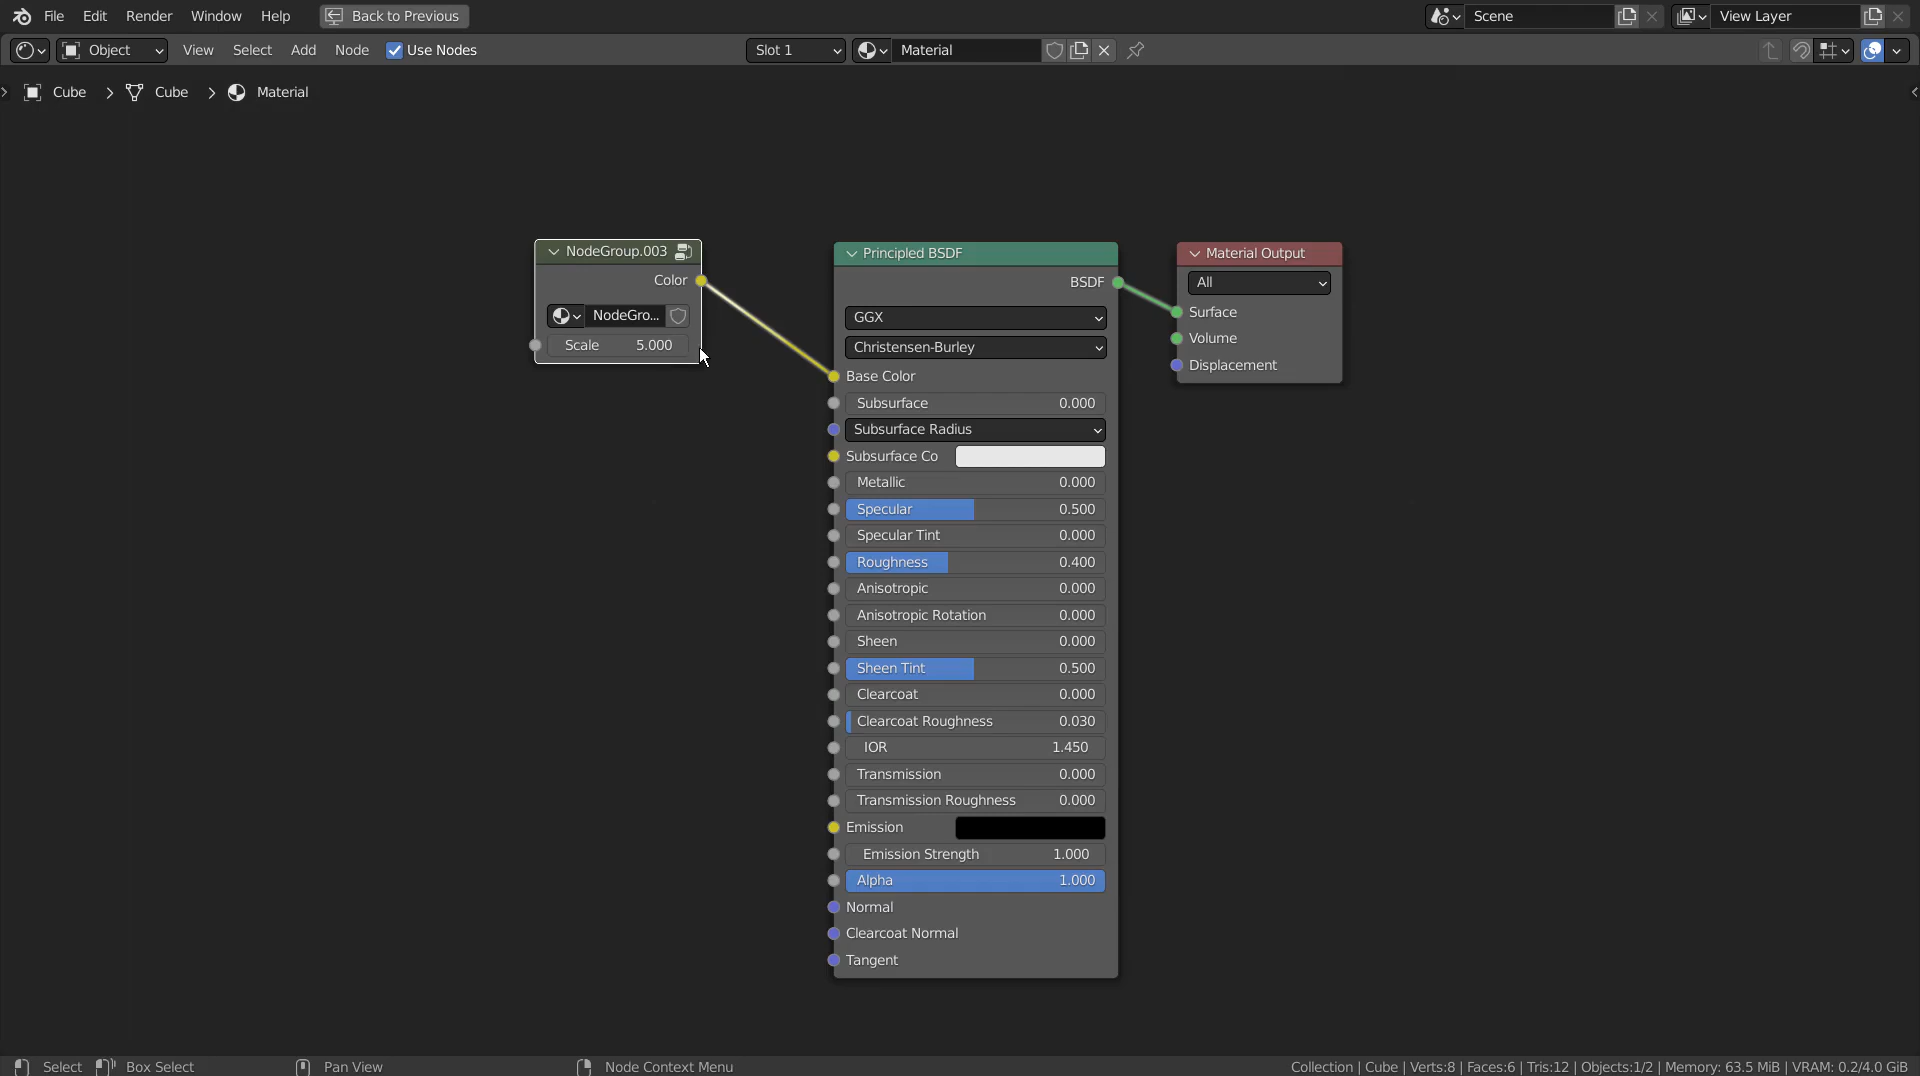 File Edit Render Window Help Back to Previous Scene View Layer
Object View Select Add Node Use Nodes Slot 1 Material
Cube Cube Material
NodeGroup.003
Color
NodeGro...
Scale 5.000
Principled BSDF
BSDF
GGX
Christensen-Burley
Base Color
Subsurface 0.000
Subsurface Radius
Subsurface Co
Metallic 0.000
Specular 0.500
Specular Tint 0.000
Roughness 0.400
Anisotropic 0.000
Anisotropic Rotation 0.000
Sheen 0.000
Sheen Tint 0.500
Clearcoat 0.000
Clearcoat Roughness 0.030
IOR 1.450
Transmission 0.000
Transmission Roughness 0.000
Emission
Emission Strength 1.000
Alpha 1.000
Normal
Clearcoat Normal
Tangent
Material Output
All
Surface
Volume
Displacement
Select Box Select Pan View Node Context Menu Collection | Cube | Verts:8 | Faces:6 | Tris:12 | Objects:1/2 | Memory: 63.5 MiB | VRAM: 0.2/4.0 GiB